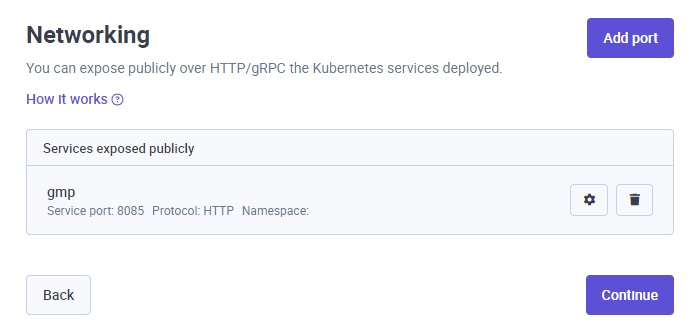 Networking
Add port
You can expose publicly over HTTP/gRPC the Kubernetes services deployed.
How it works
Services exposed publicly
gmp
Service port: 8085 Protocol: HTTP Namespace:
Back
Continue